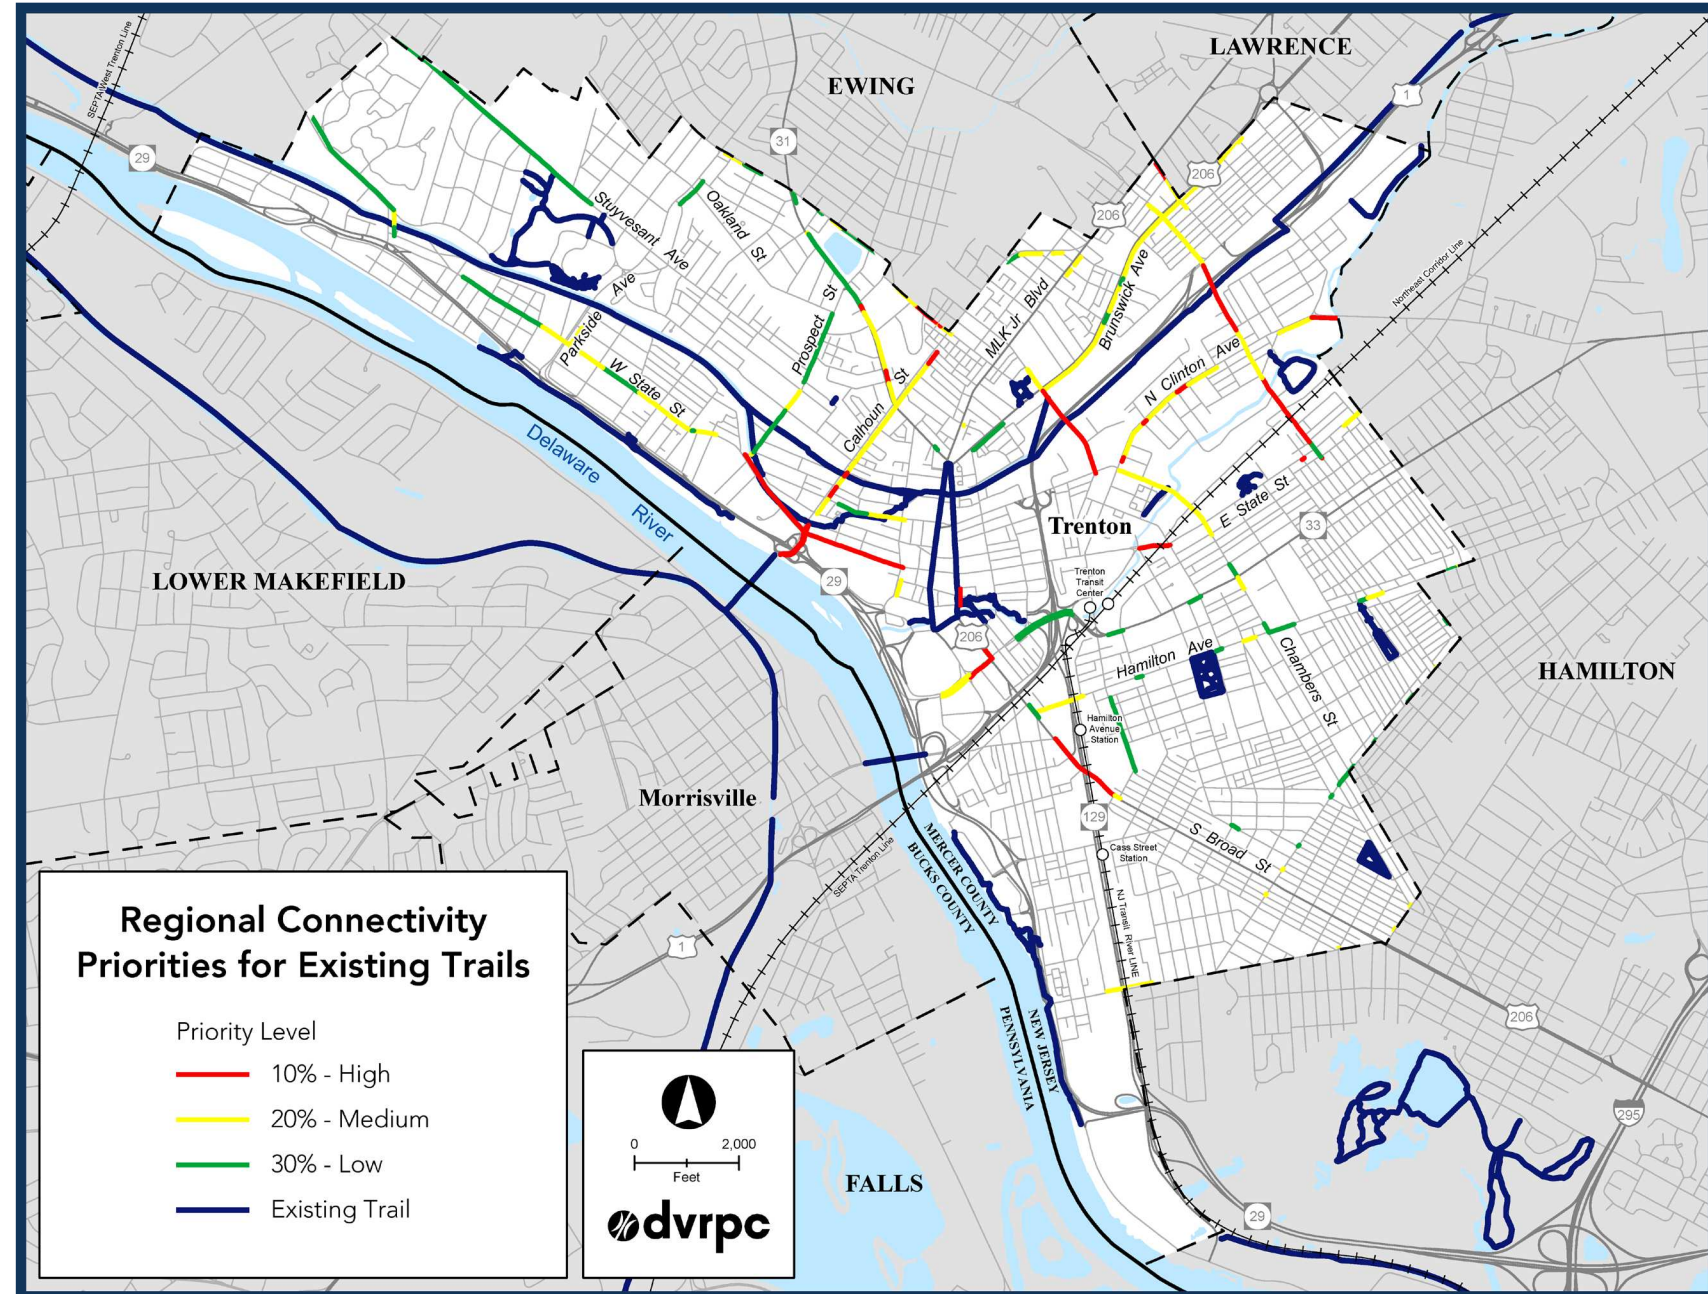 LAWRENCE
EWING
SEPTA West Trenton Line
1
31
29
206
206
Stuyvesant Ave
Oakland St
Northeast Corridor Line
Parkside Ave
Prospect St
MLK Jr Blvd
Brunswick Ave
N Clinton Ave
W State St
Calhoun St
Delaware River
E State St
Trenton
33
LOWER MAKEFIELD
29
Trenton
Transit
Center
206
Hamilton Ave
Chambers St
HAMILTON
Hamilton
Avenue
Station
Morrisville
129
S Broad St
Cass Street
Station
MERCER COUNTY
BUCKS COUNTY
SEPTA Trenton Line
NJ Transit River LINE
1
206
NEW JERSEY
PENNSYLVANIA
295
FALLS
29
Regional Connectivity
Priorities for Existing Trails
Priority Level
10% - High
20% - Medium
30% - Low
Existing Trail
0 2,000
Feet
dvrpc